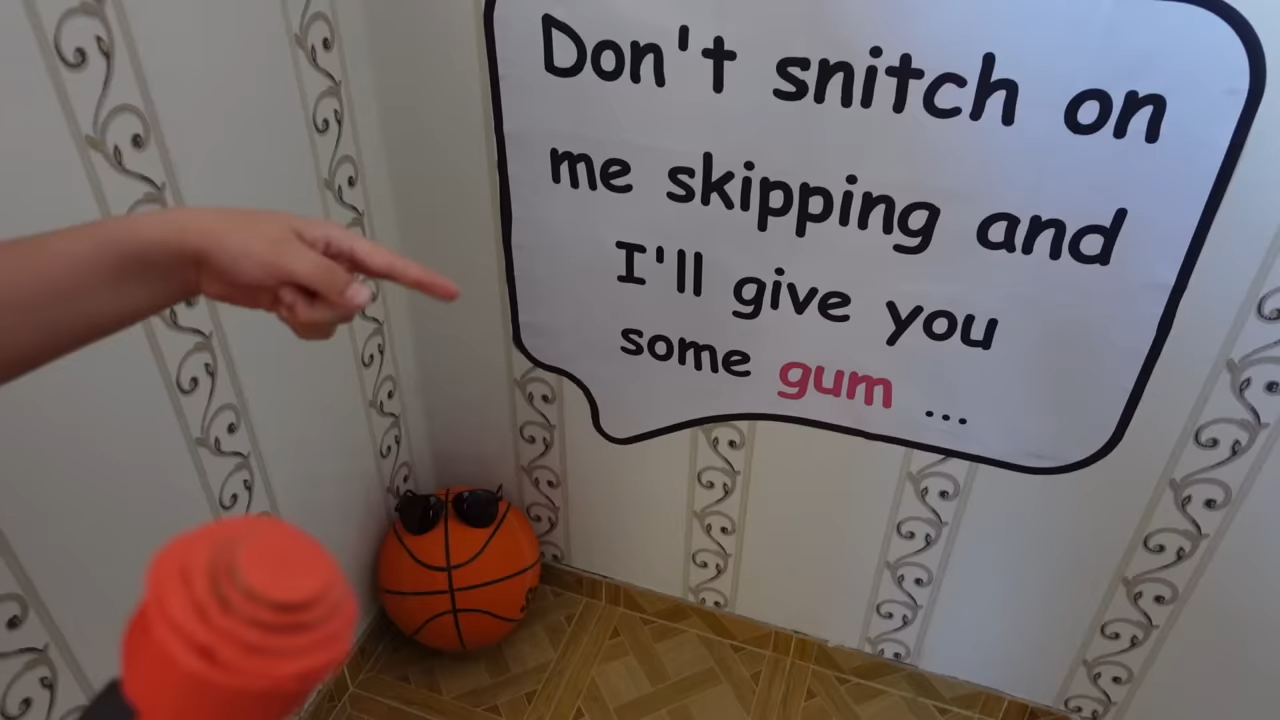 Don't snitch on
me skipping and
I'll give you
some gum ...